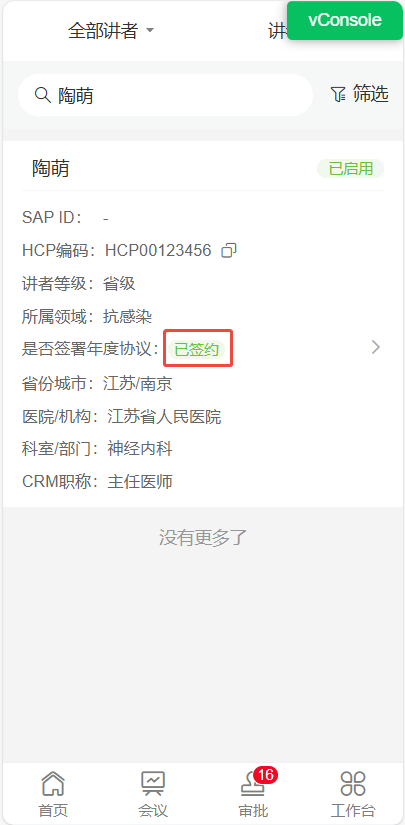 全部讲者
vConsole
陶萌
筛选
陶萌
已启用
SAP ID： -
HCP编码：HCP00123456
讲者等级：省级
所属领域：抗感染
是否签署年度协议：已签约
省份城市：江苏/南京
医院/机构：江苏省人民医院
科室/部门：神经内科
CRM职称：主任医师
没有更多了
16
首页
会议
审批
工作台